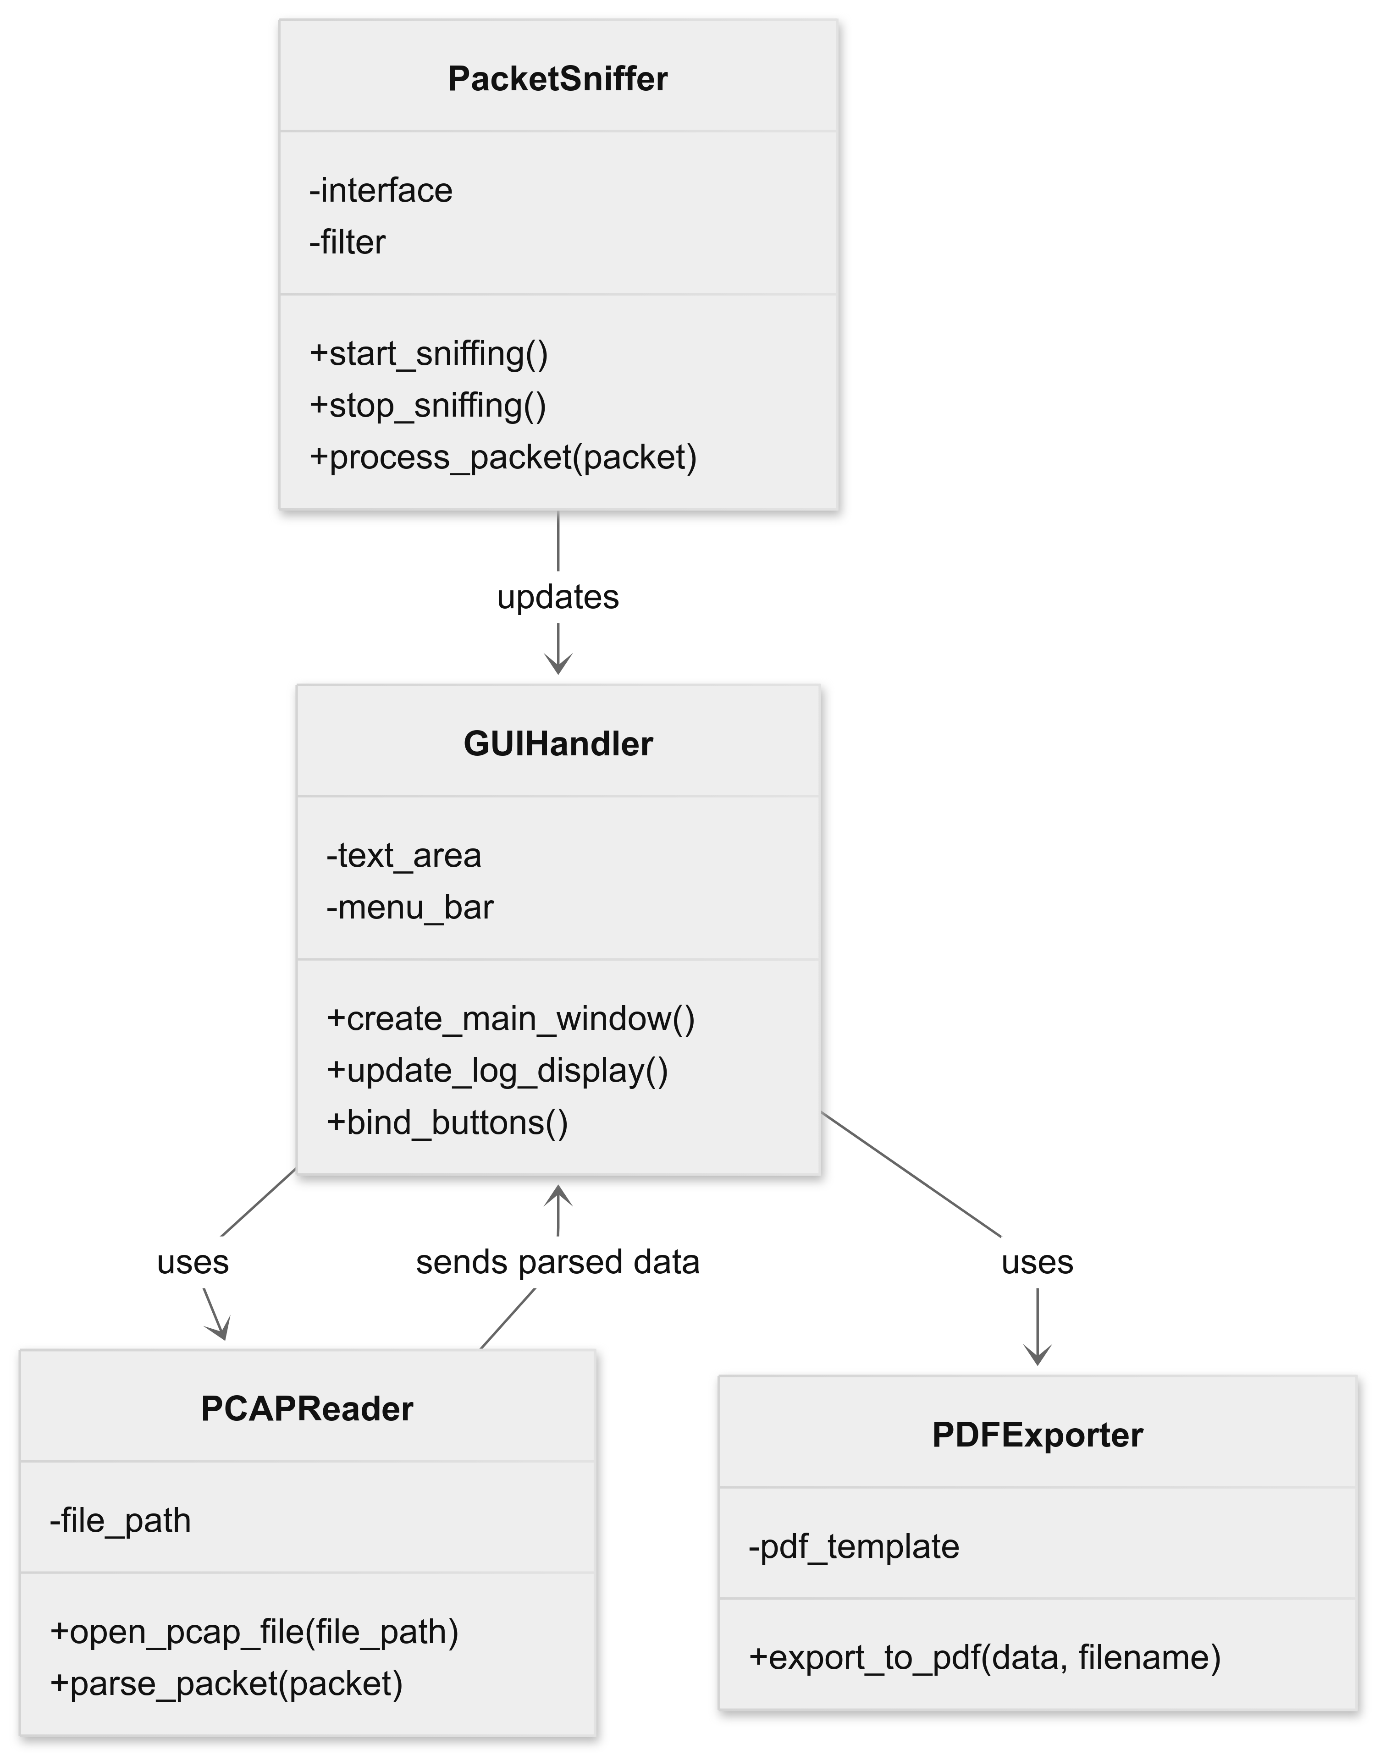 PacketSniffer
-interface
-filter
+start_sniffing()
+stop_sniffing()
+process_packet(packet)
updates
GUIHandler
-text_area
-menu_bar
+create_main_window()
+update_log_display()
+bind_buttons()
uses
sends parsed data
uses
PCAPReader
-file_path
+open_pcap_file(file_path)
+parse_packet(packet)
PDFExporter
-pdf_template
+export_to_pdf(data, filename)